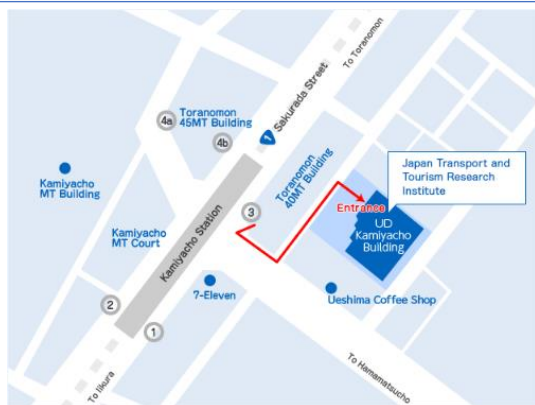 To Toranomon
Sakurada Street
1
4a
Toranomon
45MT Building
4b
Japan Transport and
Tourism Research
Institute
Toranomon
40MT Building
Kamiyacho
MT Building
Entrance
3
UD
Kamiyacho
Building
Kamiyacho
MT Court
Kamiyacho Station
7-Eleven
Ueshima Coffee Shop
2
1
To Iikura
To Hamamatsucho